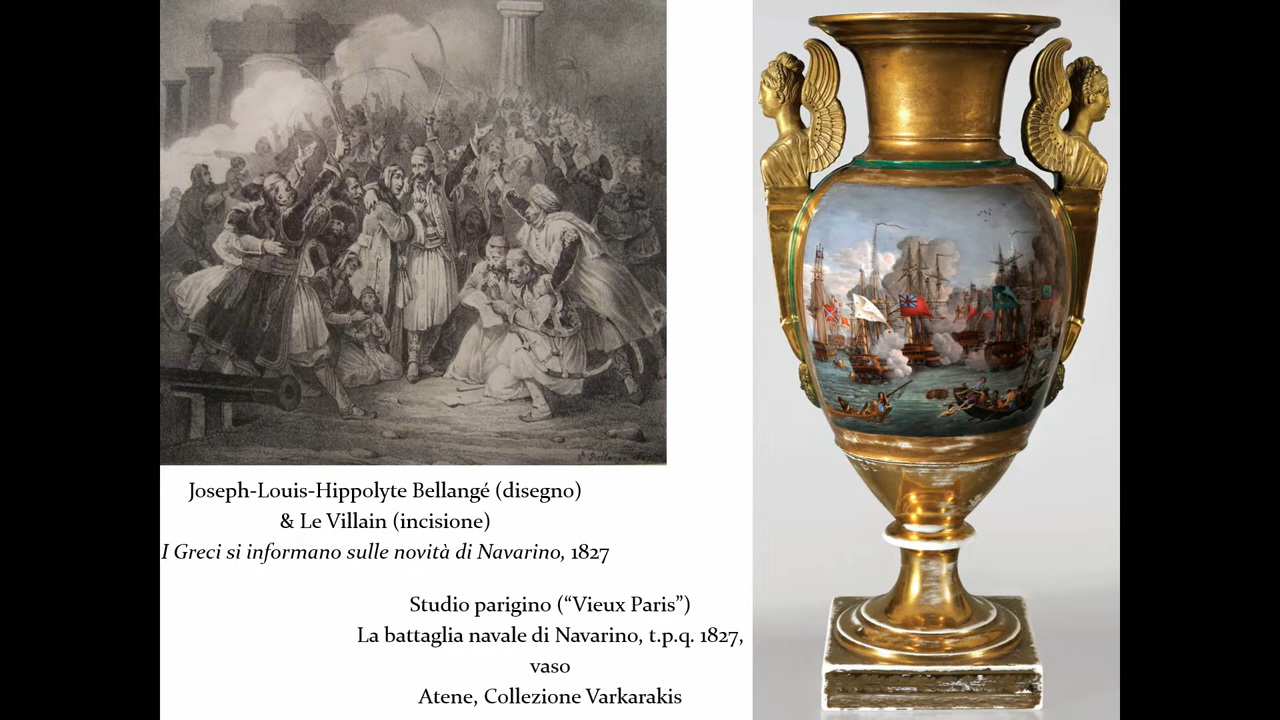 Joseph-Louis-Hippolyte Bellangé (disegno)
& Le Villain (incisione)
I Greci si informano sulle novità di Navarino, 1827
Studio parigino (“Vieux Paris”)
La battaglia navale di Navarino, t.p.q. 1827,
vaso
Atene, Collezione Varkarakis